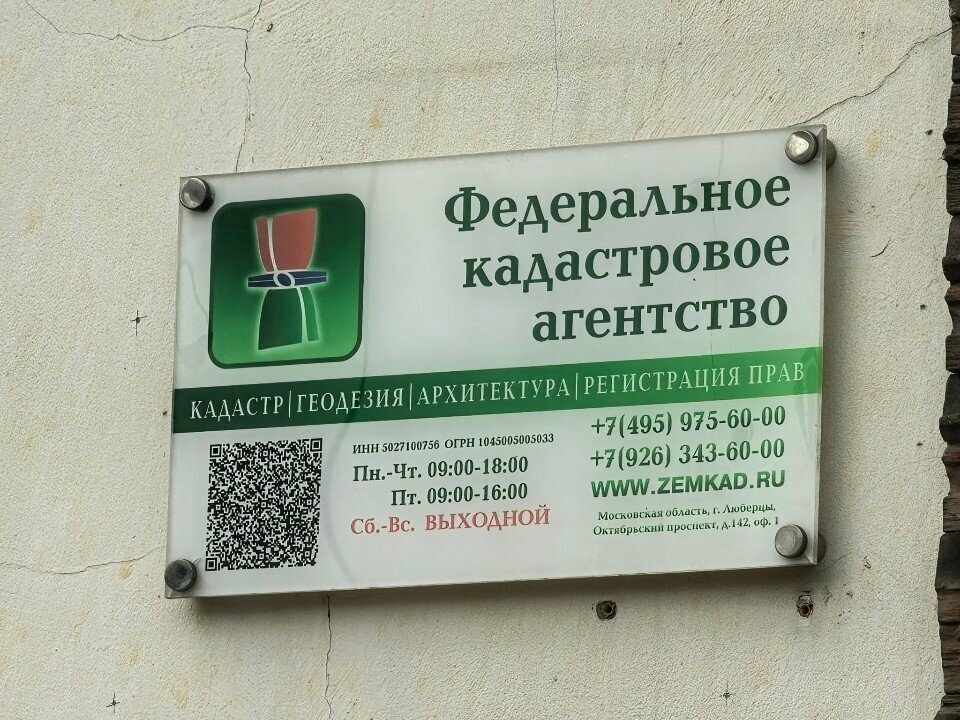 Федеральное
кадастровое
агентство
КАДАСТР|ГЕОДЕЗИЯ|АРХИТЕКТУРА|РЕГИСТРАЦИЯ ПРАВ
ИНН 5027100756 ОГРН 1045005005033
Пн.-Чт. 09:00-18:00
Пт. 09:00-16:00
Сб.-Вс. ВЫХОДНОЙ
+7(495) 975-60-00
+7(926) 343-60-00
WWW.ZEMKAD.RU
Московская область, г. Люберцы,
Октябрьский проспект, д.142, оф. 1